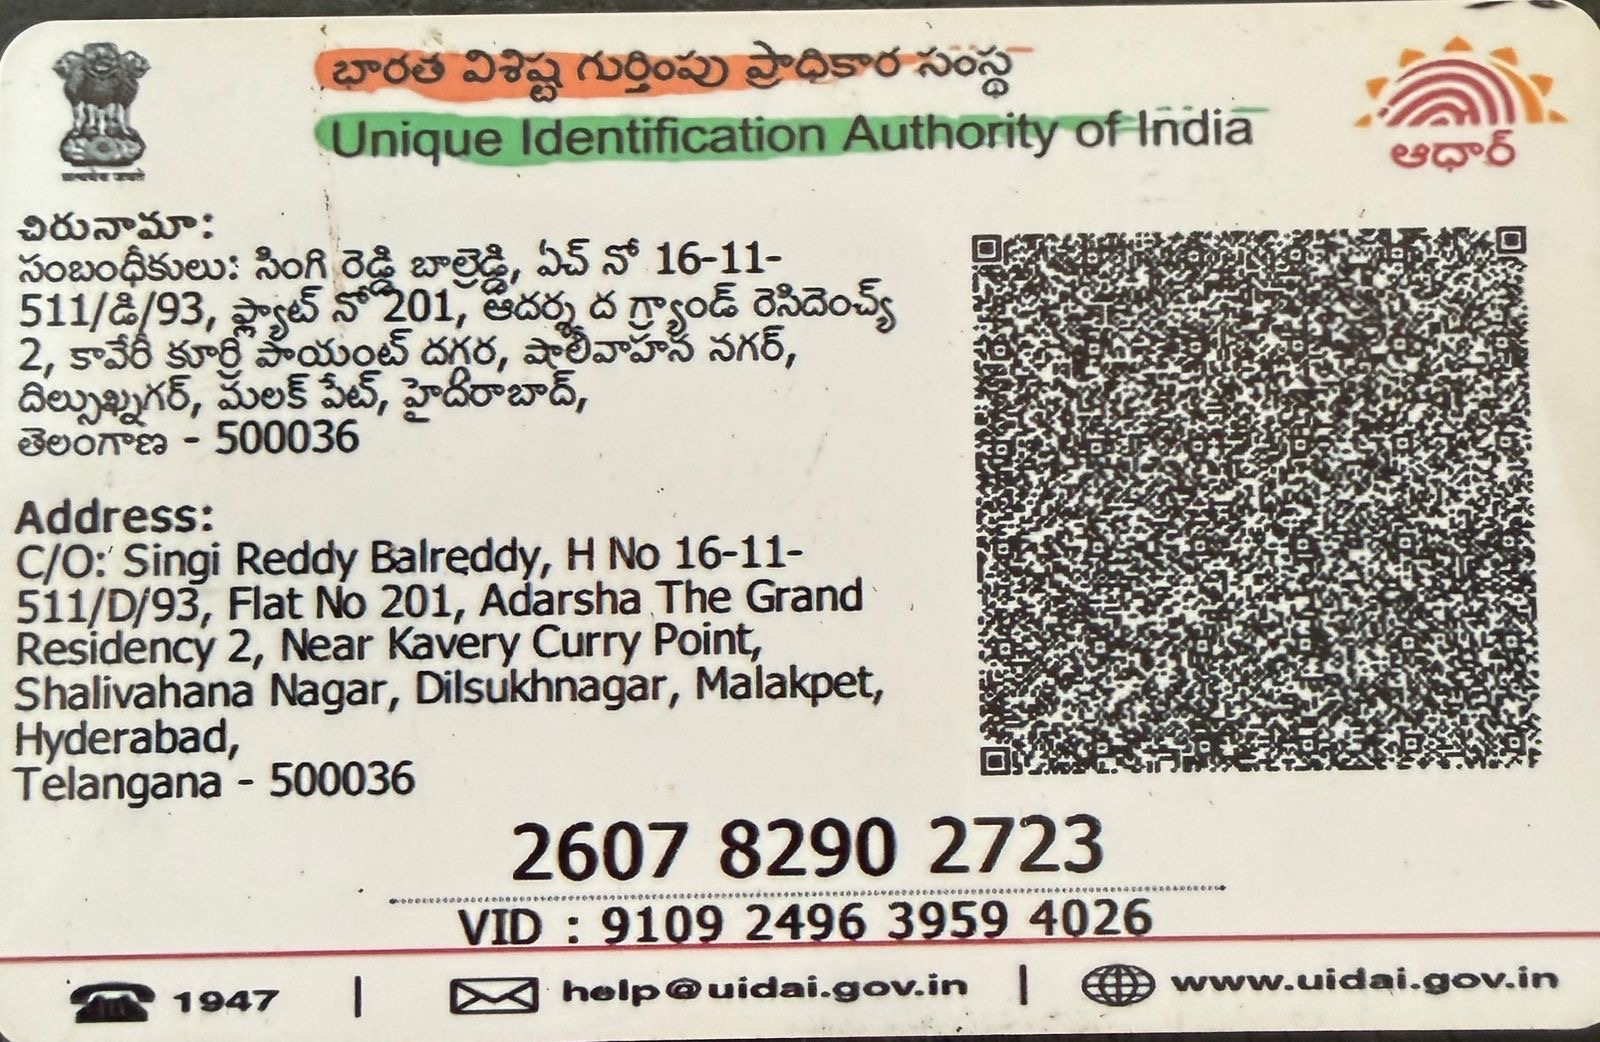 భారత విశిష్ట గుర్తింపు ప్రాధికార సంస్థ
Unique Identification Authority of India
ఆధార్
చిరునామా:
సంబంధీకులు: సింగి రెడ్డి బాల్రెడ్డి, ఏచ్ నో 16-11-
511/డి/93, ఫ్ల్యాట్ నో 201, ఆదర్శ ద గ్ర్యాండ్ రెసిడెంచ్య్
2, కావేరీ కూర్రి పాయంట్ దగ్గర, షాలివాహన నగర్,
దిల్సుఖ్నగర్, మలక్ పేట్, హైదరాబాద్,
తెలంగాణ - 500036
Address:
C/O: Singi Reddy Balreddy, H No 16-11-
511/D/93, Flat No 201, Adarsha The Grand
Residency 2, Near Kavery Curry Point,
Shalivahana Nagar, Dilsukhnagar, Malakpet,
Hyderabad,
Telangana - 500036
2607 8290 2723
VID : 9109 2496 3959 4026
1947 | help@uidai.gov.in | www.uidai.gov.in